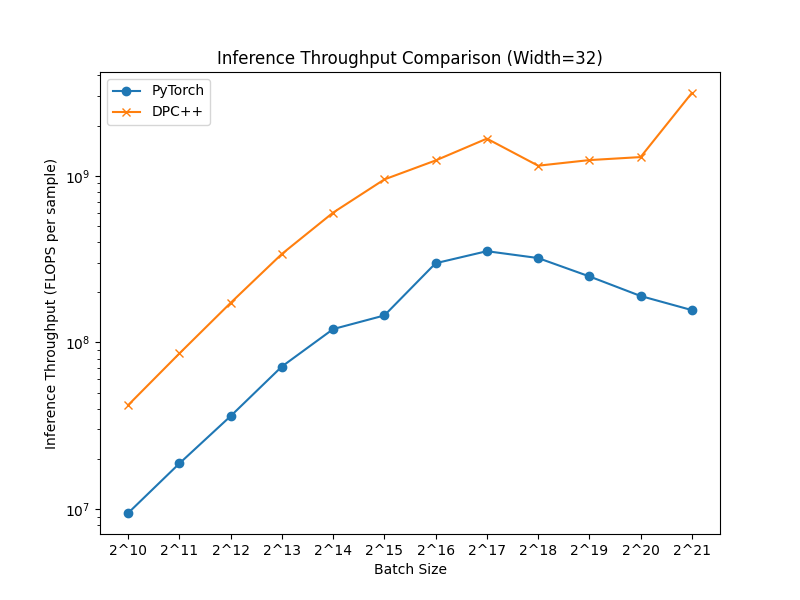 Inference Throughput Comparison (Width=32)
PyTorch
DPC++
Inference Throughput (FLOPS per sample)
10^9
10^8
10^7
2^10 2^11 2^12 2^13 2^14 2^15 2^16 2^17 2^18 2^19 2^20 2^21
Batch Size